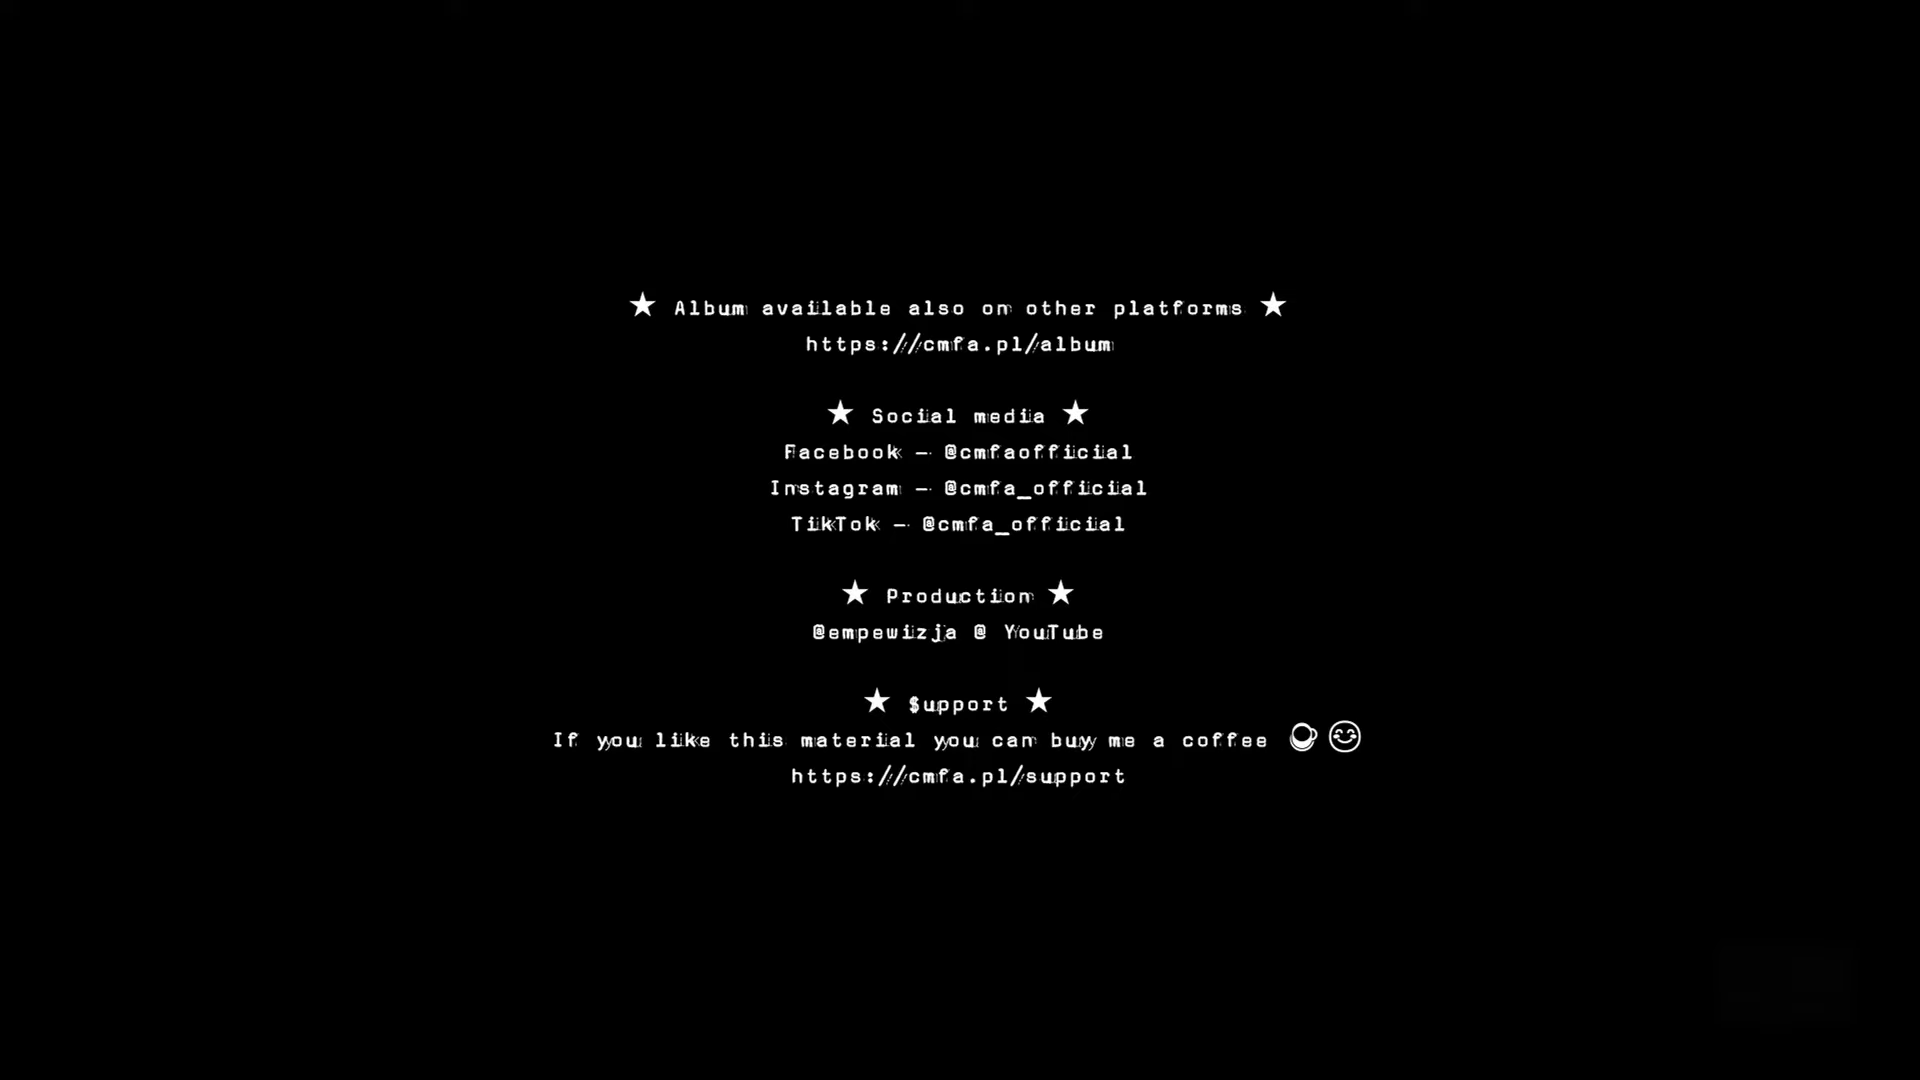 ★ Album available also on other platforms ★
https://cmfa.pl/album
★ Social media ★
Facebook – @cmfaofficial
Instagram – @cmfa_official
TikTok – @cmfa_official
★ Production ★
@empewizja @ YouTube
★ $upport ★
If you like this material you can buy me a coffee ☕ 😊
https://cmfa.pl/support